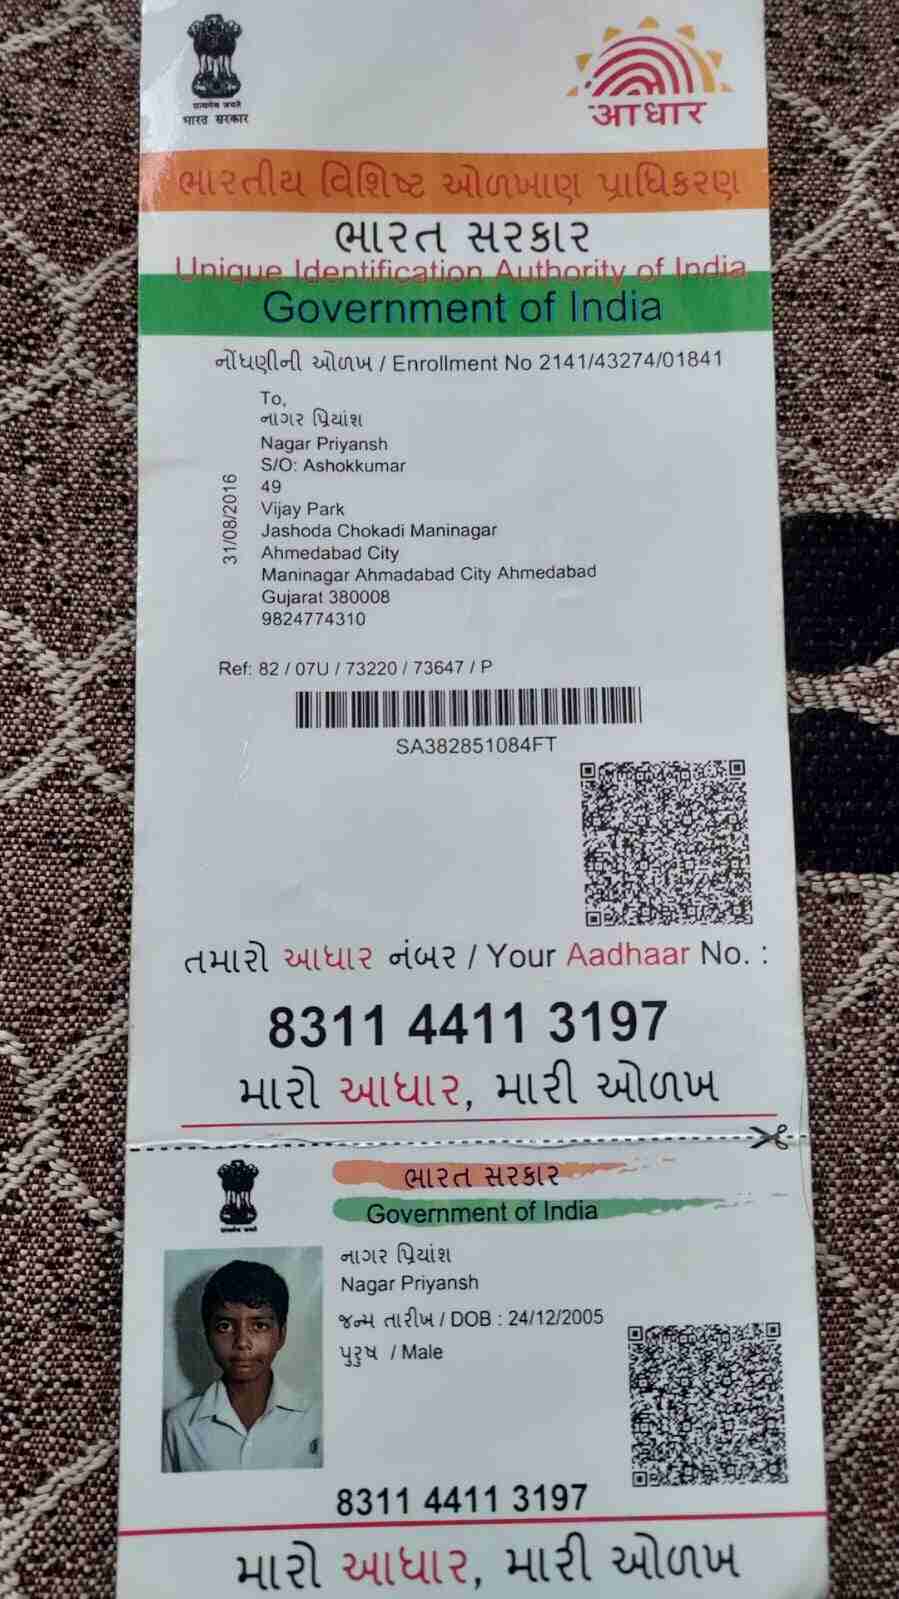 सत्यमेव जयते
भारत सरकार
आधार
ભારતીય વિશિષ્ટ ઓળખાણ પ્રાધિકરણ
ભારત સરકાર
Unique Identification Authority of India
Government of India
નોંધણીની ઓળખ / Enrollment No 2141/43274/01841
To,
નાગર પ્રિયાંશ
Nagar Priyansh
S/O: Ashokkumar
49
Vijay Park
Jashoda Chokadi Maninagar
Ahmedabad City
Maninagar Ahmadabad City Ahmedabad
Gujarat 380008
9824774310
31/08/2016
Ref: 82 / 07U / 73220 / 73647 / P
SA382851084FT
તમારો આધાર નંબર / Your Aadhaar No. :
8311 4411 3197
મારો આધાર, મારી ઓળખ
ભારત સરકાર
Government of India
નાગર પ્રિયાંશ
Nagar Priyansh
જન્મ તારીખ / DOB : 24/12/2005
પુરુષ / Male
8311 4411 3197
મારો આધાર, મારી ઓળખ